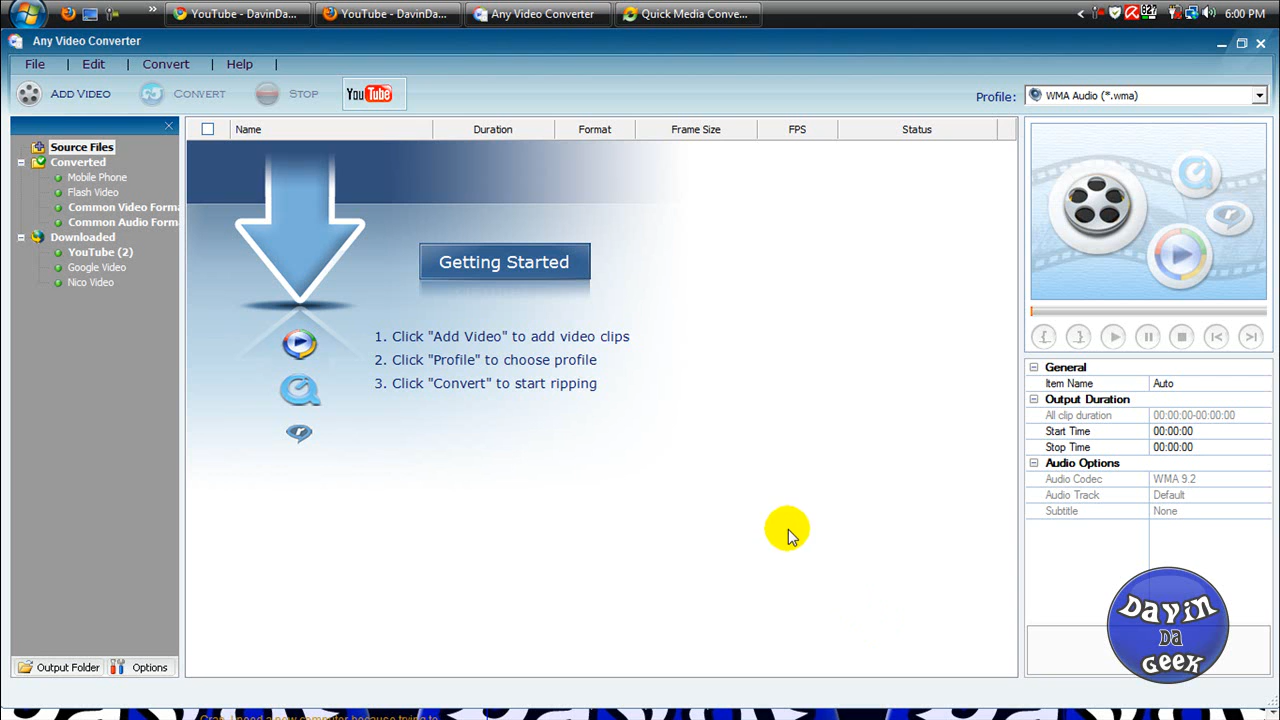 YouTube - DavinDa...
YouTube - DavinDa...
Any Video Converter
Quick Media Conve...
6:00 PM
Any Video Converter
File
Edit
Convert
Help
ADD VIDEO
CONVERT
STOP
YouTube
Profile:
WMA Audio (*.wma)
Name
Duration
Format
Frame Size
FPS
Status
Source Files
Converted
Mobile Phone
Flash Video
Common Video Forma
Common Audio Form
Downloaded
YouTube (2)
Google Video
Nico Video
Getting Started
1. Click "Add Video" to add video clips
2. Click "Profile" to choose profile
3. Click "Convert" to start ripping
General
Item Name Auto
Output Duration
All clip duration 00:00:00-00:00:00
Start Time 00:00:00
Stop Time 00:00:00
Audio Options
Audio Codec WMA 9.2
Audio Track Default
Subtitle None
Davin
Da
Geek
Output Folder
Options